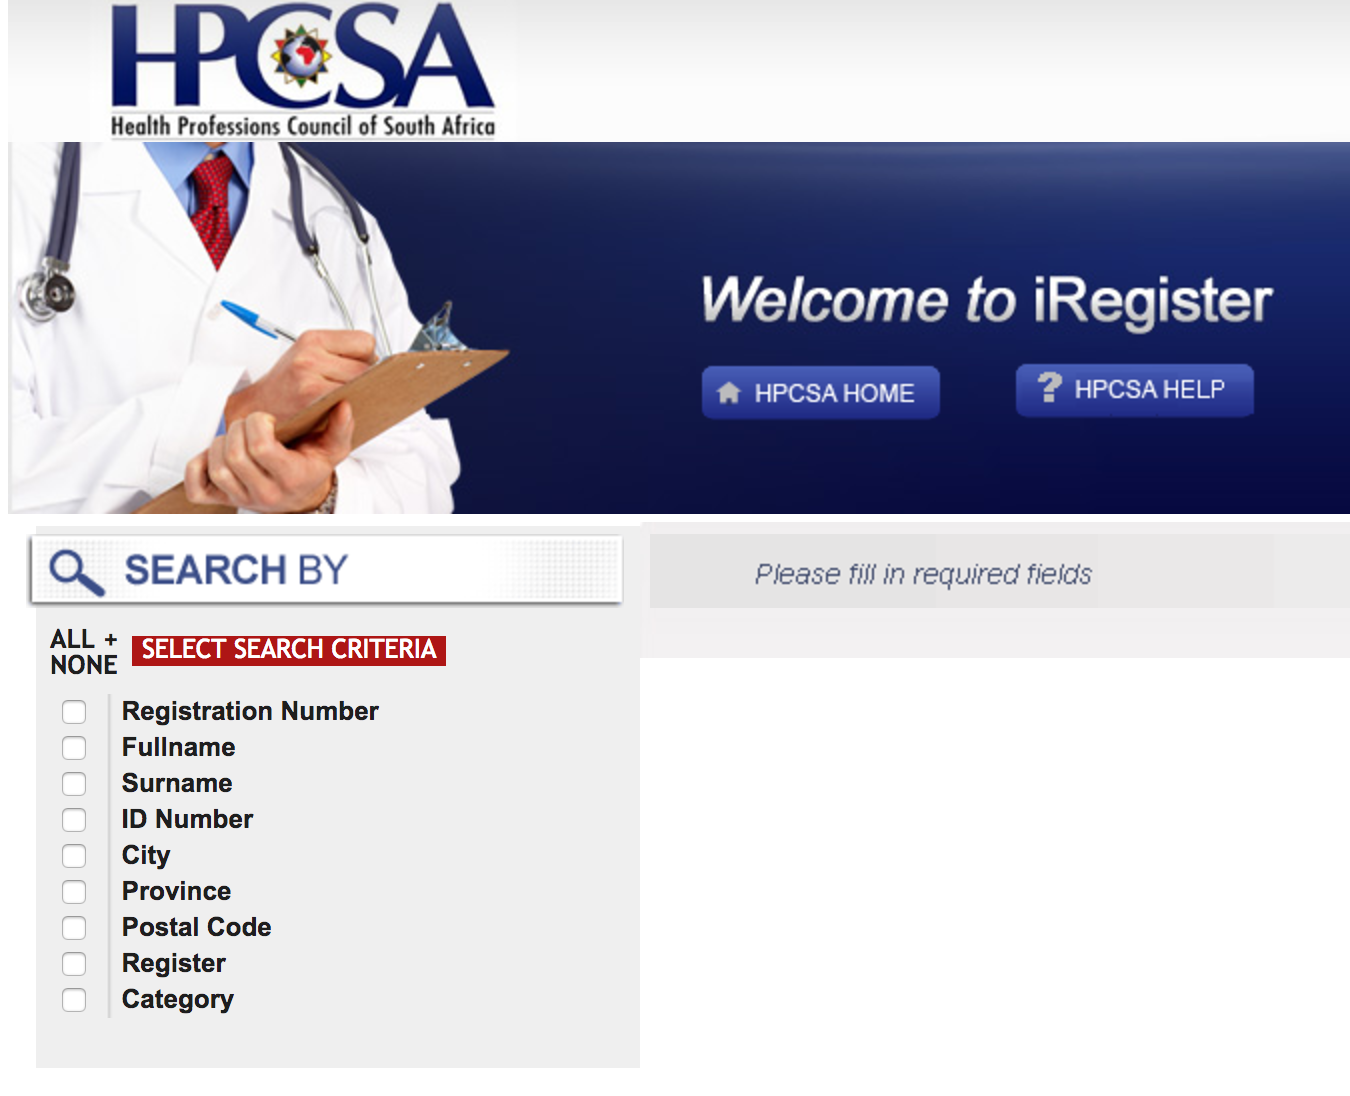 HPCSA
Health Professions Council of South Africa
Welcome to iRegister
HPCSA HOME
? HPCSA HELP
SEARCH BY
Please fill in required fields
ALL +
NONE
SELECT SEARCH CRITERIA
Registration Number
Fullname
Surname
ID Number
City
Province
Postal Code
Register
Category